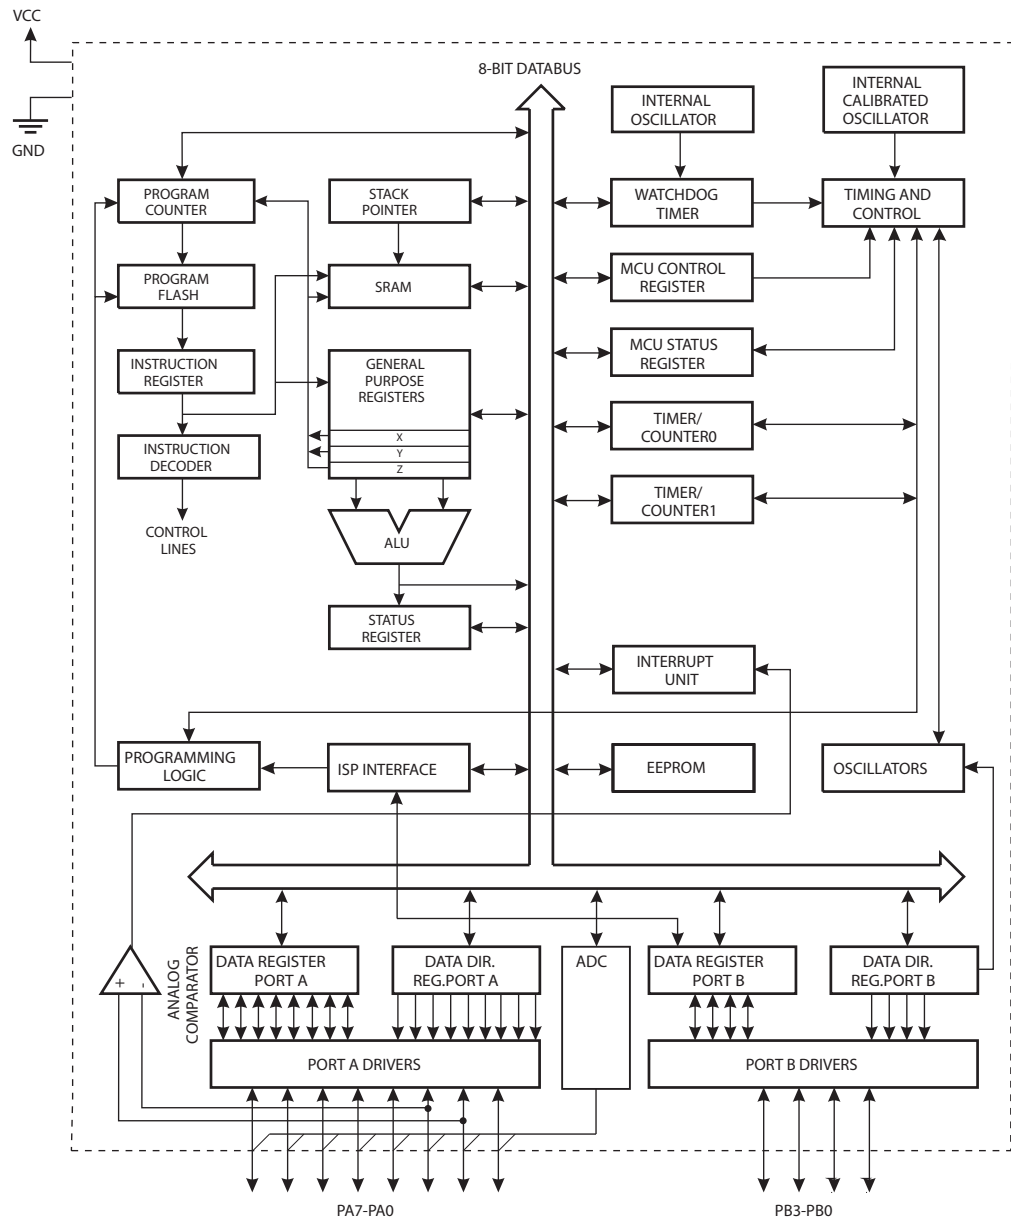 VCC
GND
8-BIT DATABUS
INTERNAL
OSCILLATOR
INTERNAL
CALIBRATED
OSCILLATOR
PROGRAM
COUNTER
STACK
POINTER
WATCHDOG
TIMER
TIMING AND
CONTROL
PROGRAM
FLASH
SRAM
MCU CONTROL
REGISTER
INSTRUCTION
REGISTER
GENERAL
PURPOSE
REGISTERS
X
Y
Z
MCU STATUS
REGISTER
INSTRUCTION
DECODER
TIMER/
COUNTER0
CONTROL
LINES
ALU
TIMER/
COUNTER1
STATUS
REGISTER
INTERRUPT
UNIT
PROGRAMMING
LOGIC
ISP INTERFACE
EEPROM
OSCILLATORS
ANALOG
COMPARATOR
+
-
DATA REGISTER
PORT A
DATA DIR.
REG.PORT A
ADC
DATA REGISTER
PORT B
DATA DIR.
REG.PORT B
PORT A DRIVERS
PORT B DRIVERS
PA7-PA0
PB3-PB0